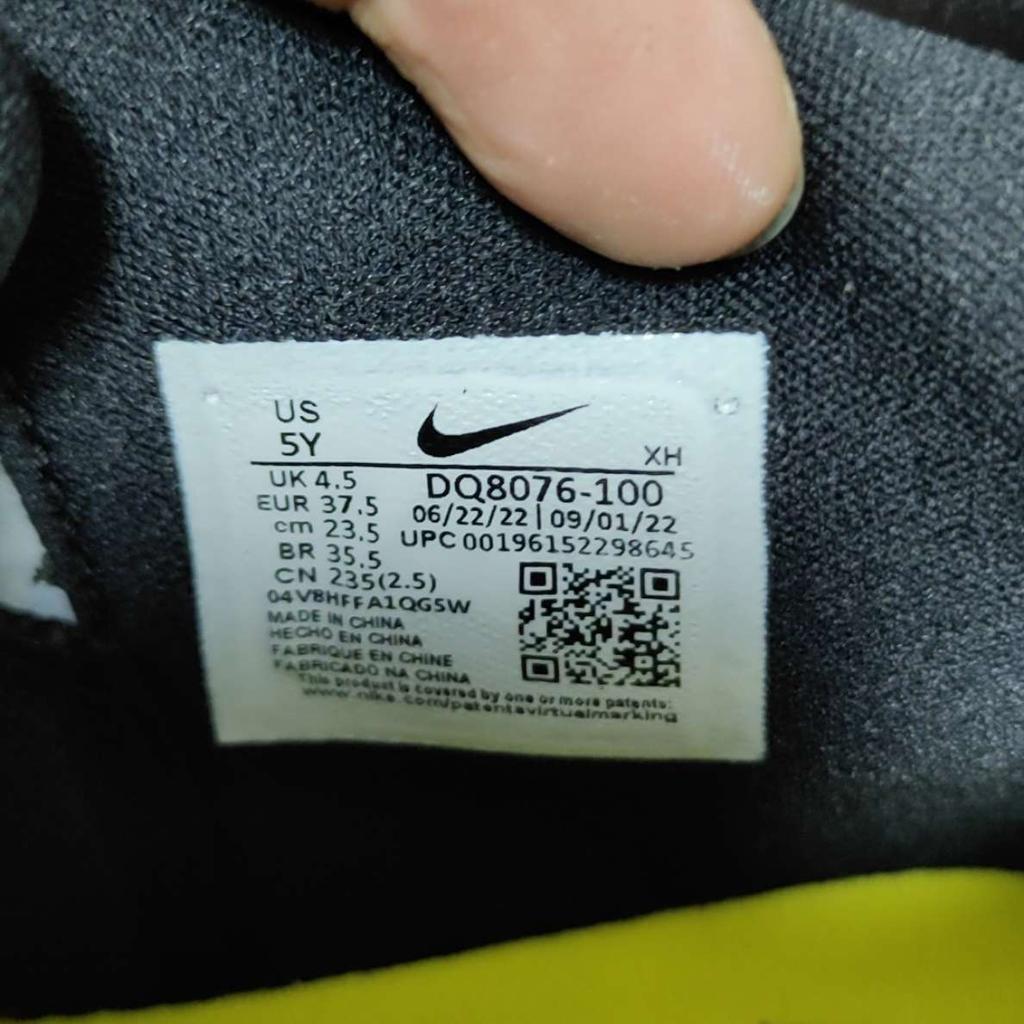 US
5Y
XH
UK 4.5
EUR 37.5
cm 23.5
BR 35.5
CN 235(2.5)
DQ8076-100
06/22/22 | 09/01/22
UPC 00196152298645
04V8HFFA1QG5W
MADE IN CHINA
HECHO EN CHINA
FABRIQUE EN CHINE
FABRICADO NA CHINA
This product is covered by one or more patents:
www.nike.com/patentsvirtualmarking